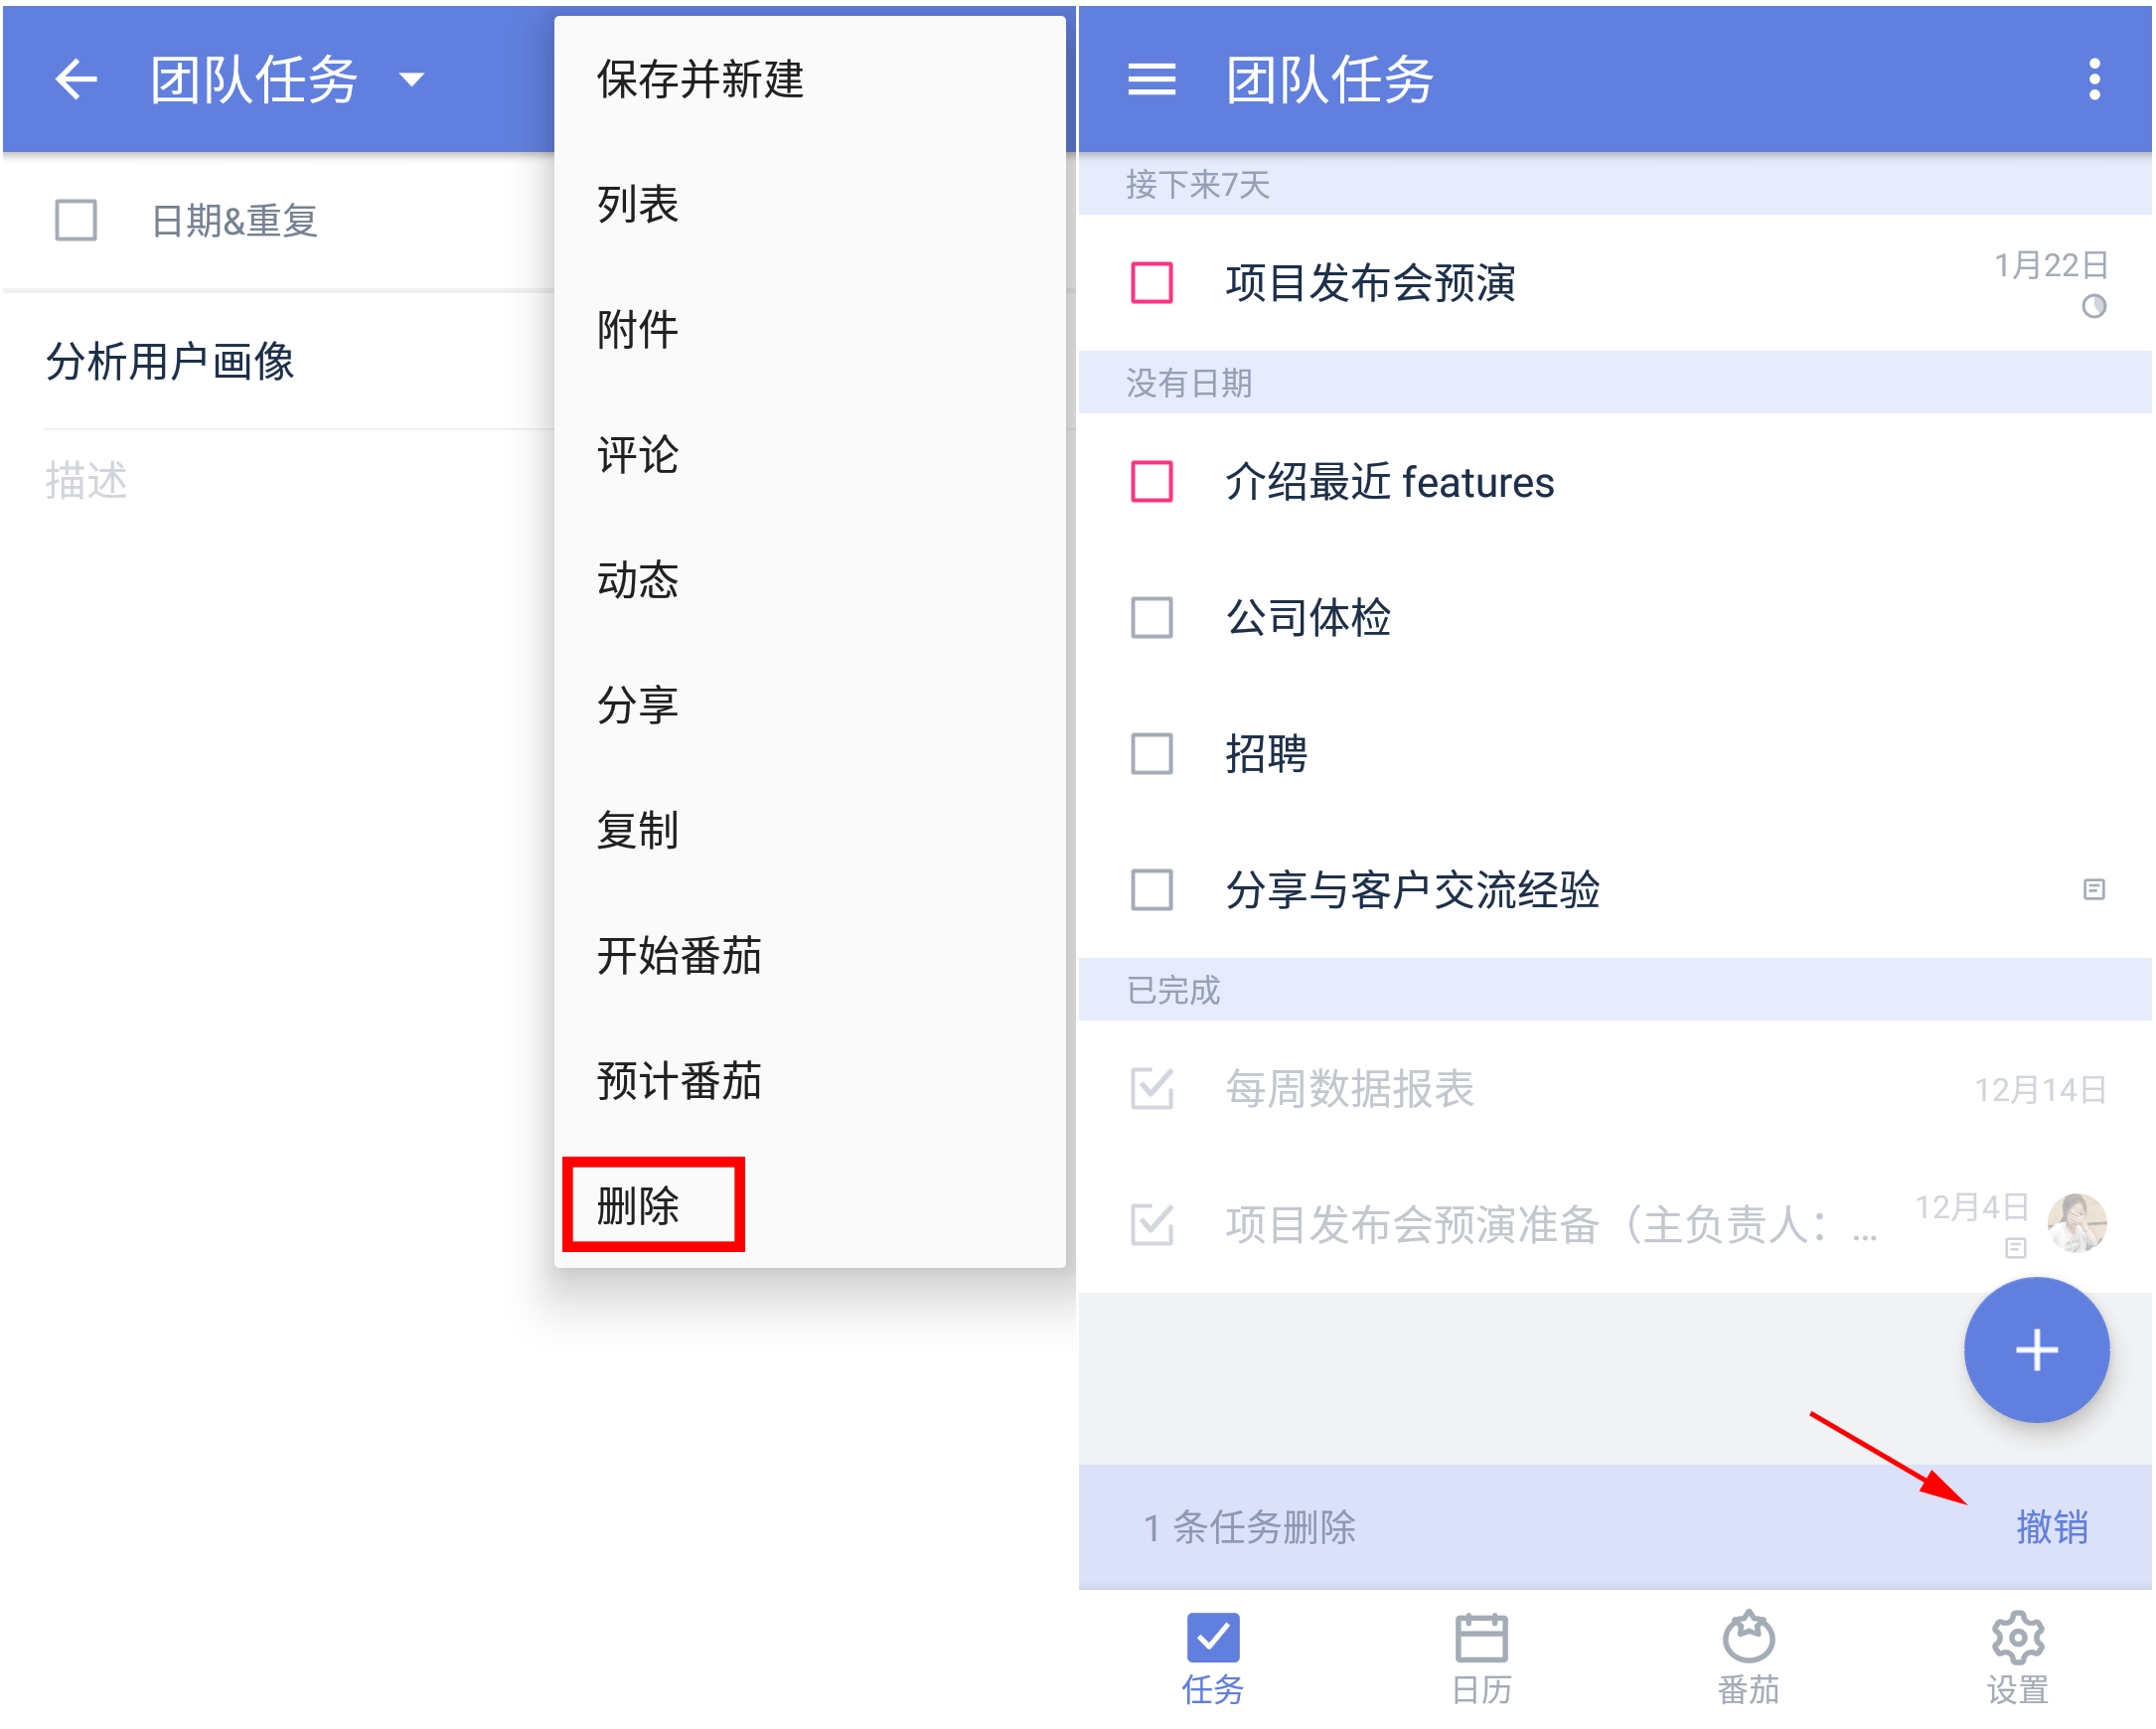 团队任务
日期&重复
分析用户画像
描述
保存并新建
列表
附件
评论
动态
分享
复制
开始番茄
预计番茄
删除
团队任务
接下来7天
项目发布会预演
1月22日
没有日期
介绍最近 features
公司体检
招聘
分享与客户交流经验
已完成
每周数据报表
12月14日
项目发布会预演准备（主负责人：...
12月4日
1 条任务删除
撤销
任务
日历
番茄
设置